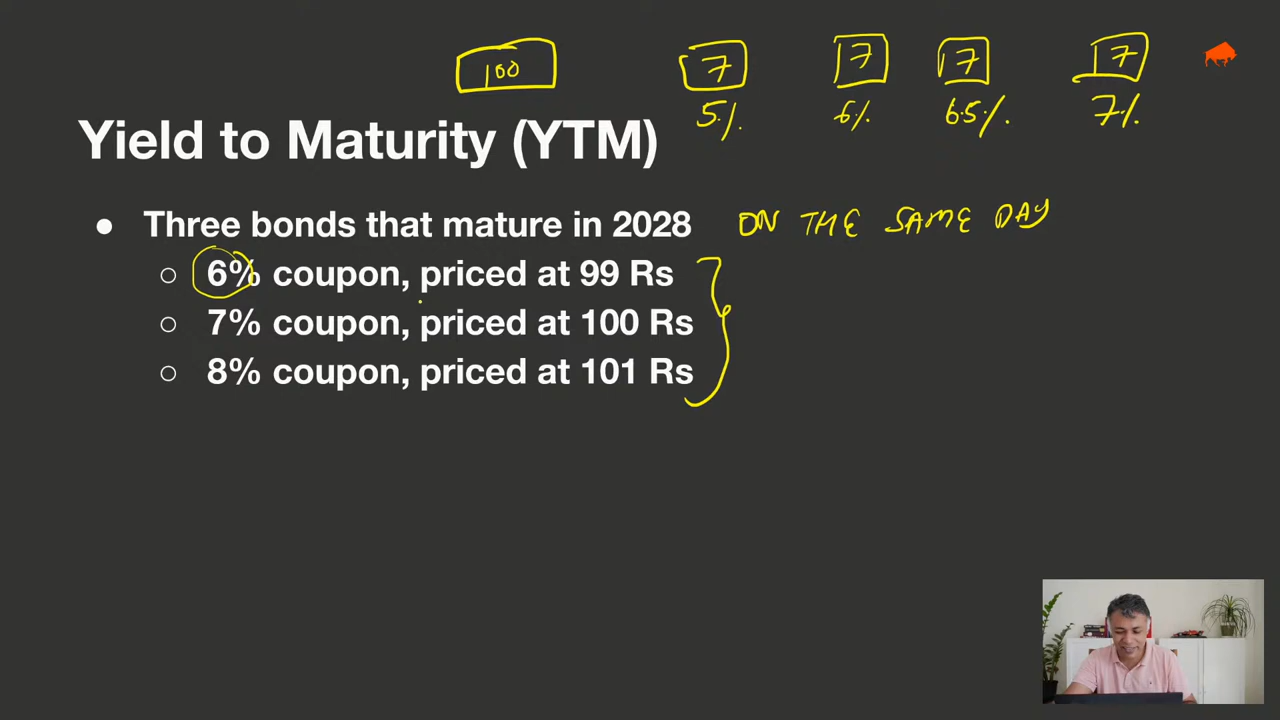 100 7 7 7 7
5% 6% 6.5% 7%
Yield to Maturity (YTM)
● Three bonds that mature in 2028 ON THE SAME DAY
○ 6% coupon, priced at 99 Rs
○ 7% coupon, priced at 100 Rs
○ 8% coupon, priced at 101 Rs